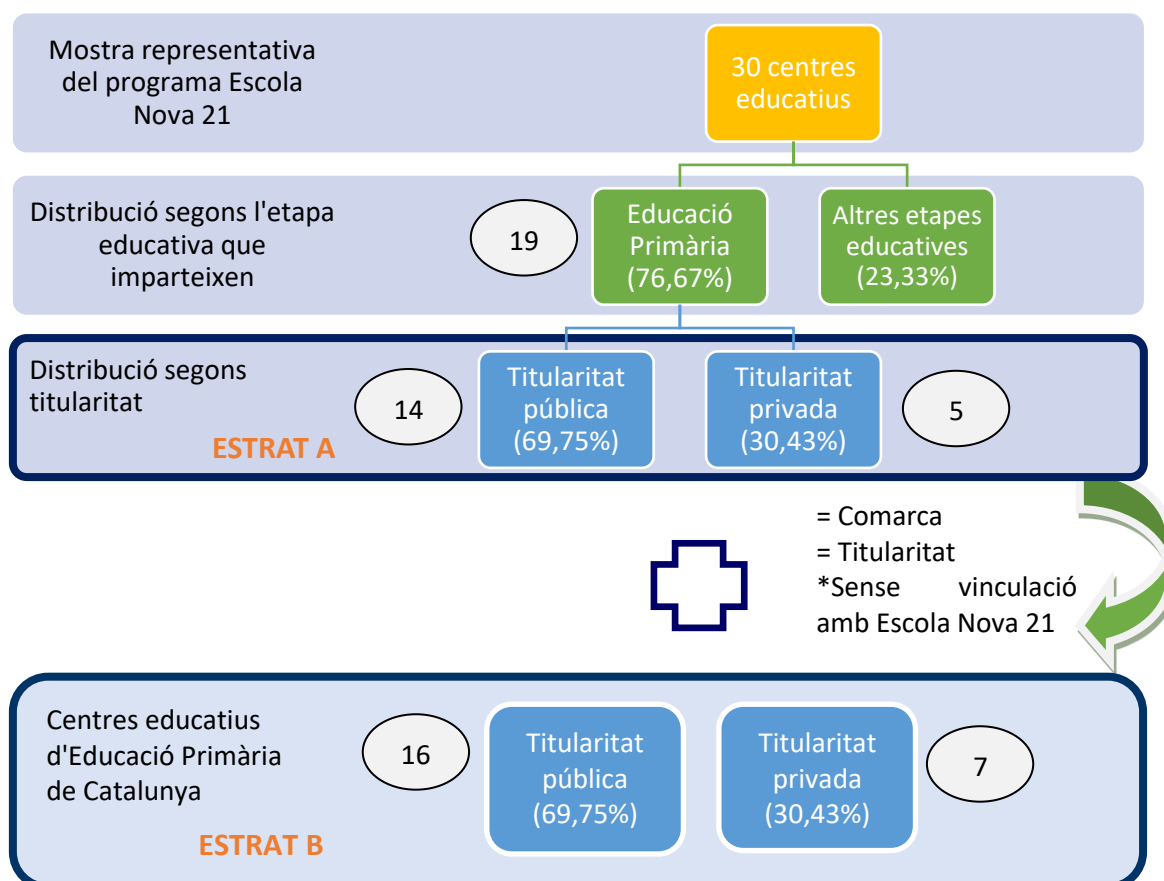 Mostra representativa
del programa Escola
Nova 21
30 centres
educatius
Distribució segons l'etapa
educativa que
imparteixen
19
Educació
Primària
(76,67%)
Altres etapes
educatives
(23,33%)
Distribució segons
titularitat
ESTRAT A
14
Titularitat
pública
(69,75%)
Titularitat
privada
(30,43%)
5
= Comarca
= Titularitat
*Sense vinculació
amb Escola Nova 21
Centres educatius
d'Educació Primària
de Catalunya
ESTRAT B
16
Titularitat
pública
(69,75%)
Titularitat
privada
(30,43%)
7